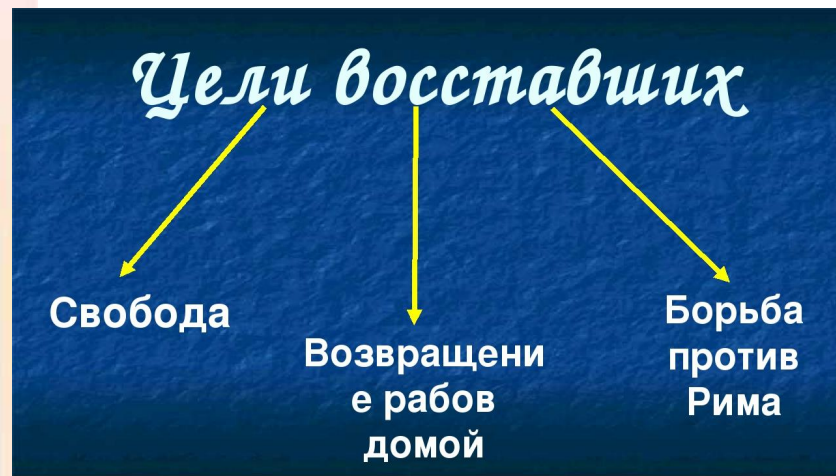 Цели восставших
Свобода
Возвращени
е рабов
домой
Борьба
против
Рима